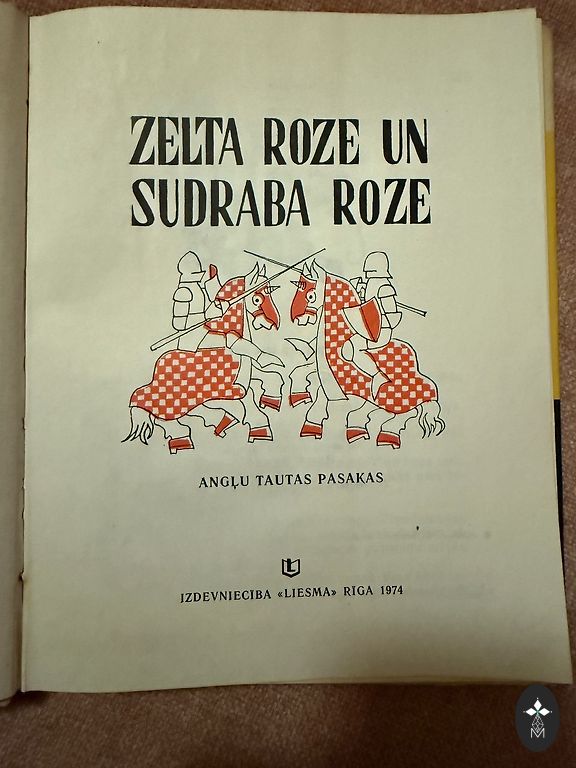 ZELTA ROZE UN
SUDRABA ROZE
ANGĻU TAUTAS PASAKAS
L
IZDEVNIECĪBA «LIESMA» RĪGA 1974
M